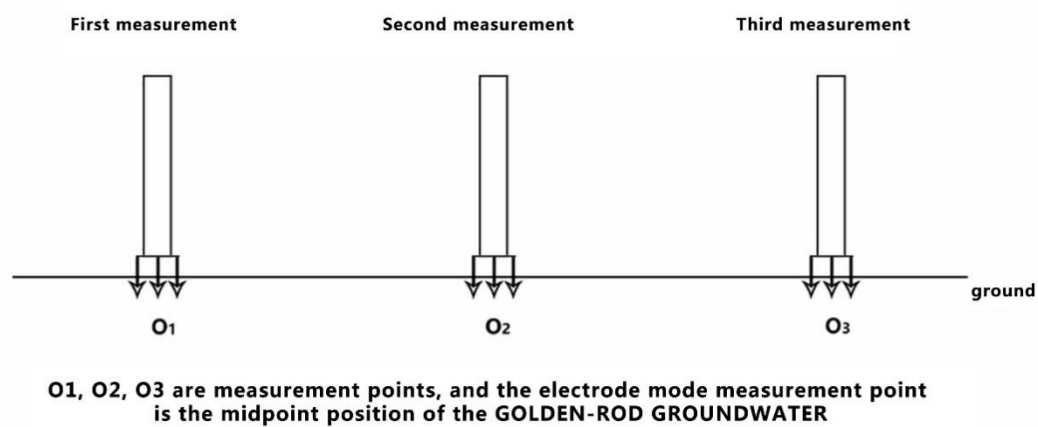 First measurement
Second measurement
Third measurement
ground
O1
O2
O3
O1, O2, O3 are measurement points, and the electrode mode measurement point
is the midpoint position of the GOLDEN-ROD GROUNDWATER